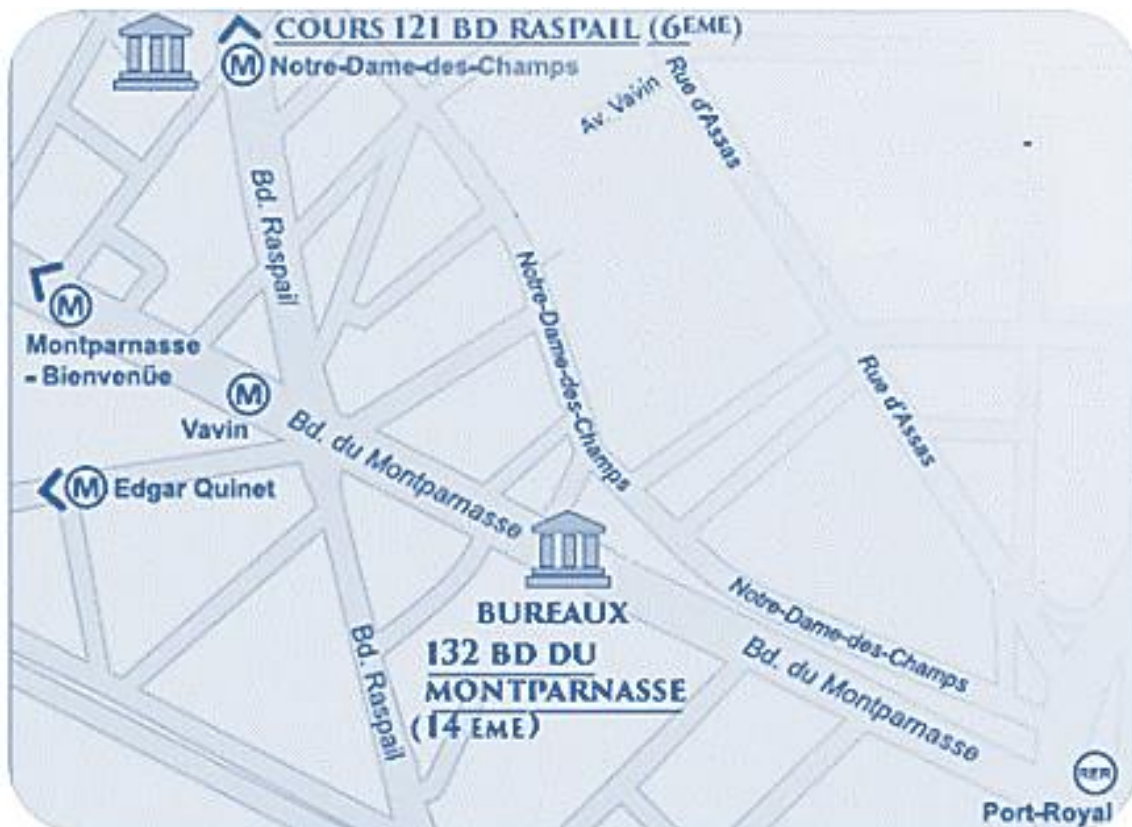 COURS 121 BD RASPAIL (6EME)
M Notre-Dame-des-Champs
Av. Vavin
Rue d'Assas
Bd. Raspail
Notre-Dame-des-Champs
M
Montparnasse
- Bienvenüe
M
Vavin
Bd. du Montparnasse
Rue d'Assas
M Edgar Quinet
BUREAUX
132 BD DU
MONTPARNASSE
(14 EME)
Bd. Raspail
Notre-Dame-des-Champs
Bd. du Montparnasse
RER
Port-Royal